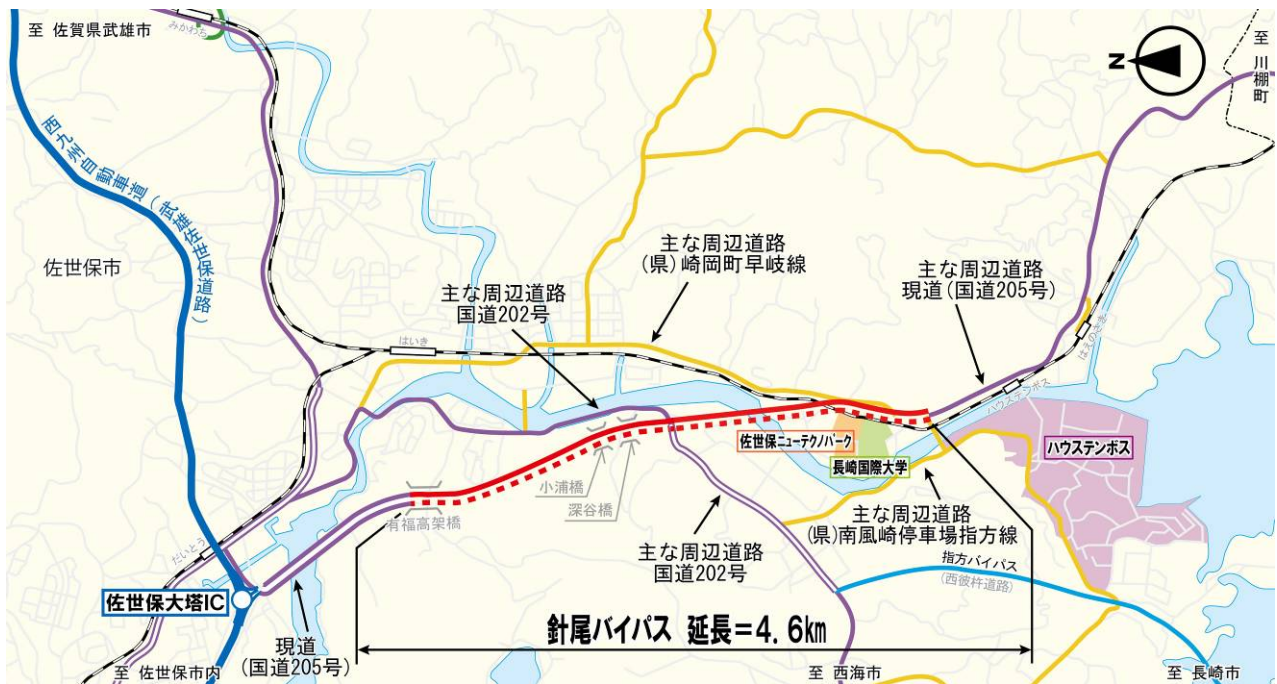 至 佐賀県武雄市
みかわち
N
至 川棚町
西九州自動車道(武雄佐世保道路)
佐世保市
主な周辺道路
(県)崎岡町早岐線
主な周辺道路
国道202号
主な周辺道路
現道(国道205号)
はいき
はえのさき
ハウステンボス
佐世保ニューテクノパーク
長崎国際大学
ハウステンボス
小浦橋
深谷橋
有福高架橋
主な周辺道路
(県)南風崎停車場指方線
だいとう
主な周辺道路
国道202号
指方バイパス
(西彼杵道路)
佐世保大塔IC
針尾バイパス 延長=4.6km
現道
(国道205号)
至 佐世保市内
至 西海市
至 長崎市